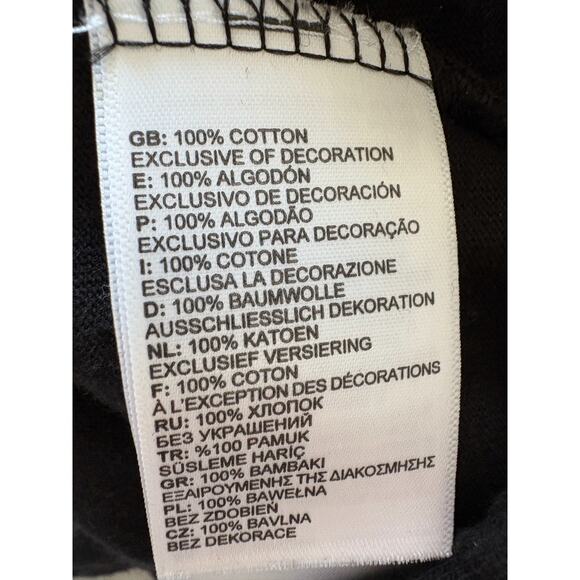 GB: 100% COTTON
EXCLUSIVE OF DECORATION
E: 100% ALGODÓN
EXCLUSIVO DE DECORACIÓN
P: 100% ALGODÃO
EXCLUSIVO PARA DECORAÇÃO
I: 100% COTONE
ESCLUSA LA DECORAZIONE
D: 100% BAUMWOLLE
AUSSCHLIESSLICH DEKORATION
NL: 100% KATOEN
EXCLUSIEF VERSIERING
F: 100% COTON
À L'EXCEPTION DES DÉCORATIONS
RU: 100% ХЛОПОК
БЕЗ УКРАШЕНИЙ
TR: %100 PAMUK
SÜSLEME HARİÇ
GR: 100% ΒΑΜΒΑΚΙ
ΕΞΑΙΡΟΥΜΕΝΗΣ ΤΗΣ ΔΙΑΚΟΣΜΗΣΗΣ
PL: 100% BAWEŁNA
BEZ ZDOBIEŃ
CZ: 100% BAVLNA
BEZ DEKORACE